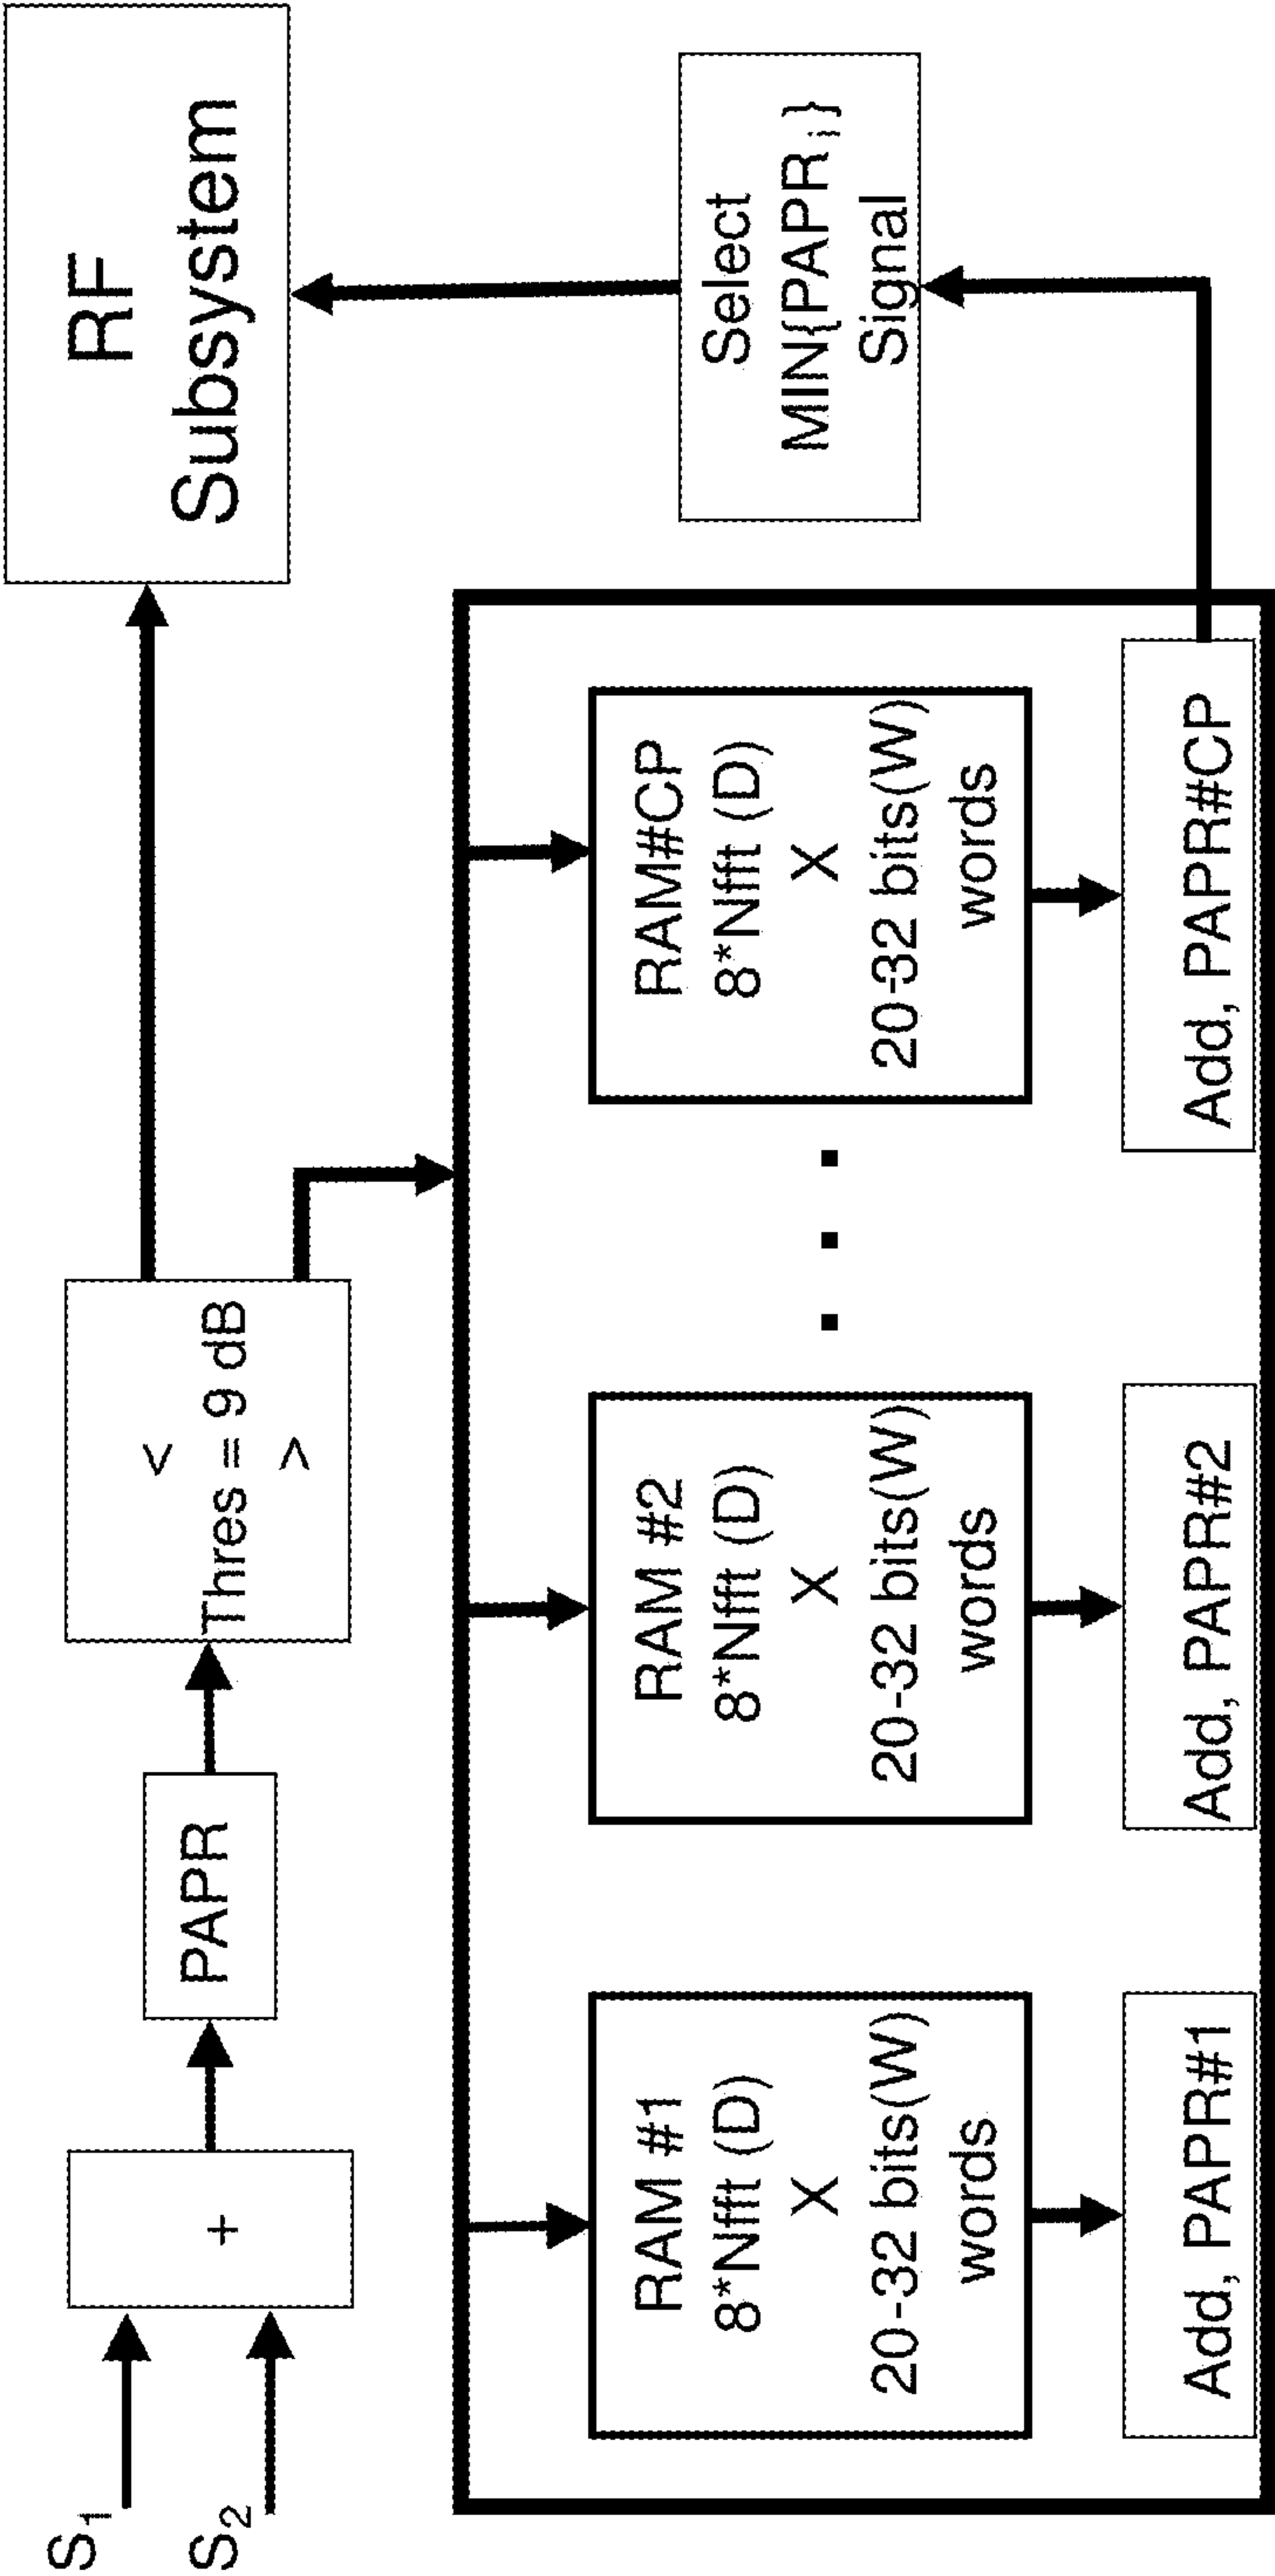 S1
S2
+
PAPR
<
Thres = 9 dB
>
RF
Subsystem
RAM #1
8*Nfft (D)
X
20-32 bits(W)
words
RAM #2
8*Nfft (D)
X
20-32 bits(W)
words
. . .
RAM#CP
8*Nfft (D)
X
20-32 bits(W)
words
Add, PAPR#1
Add, PAPR#2
Add, PAPR#CP
Select
MIN{PAPR i}
Signal